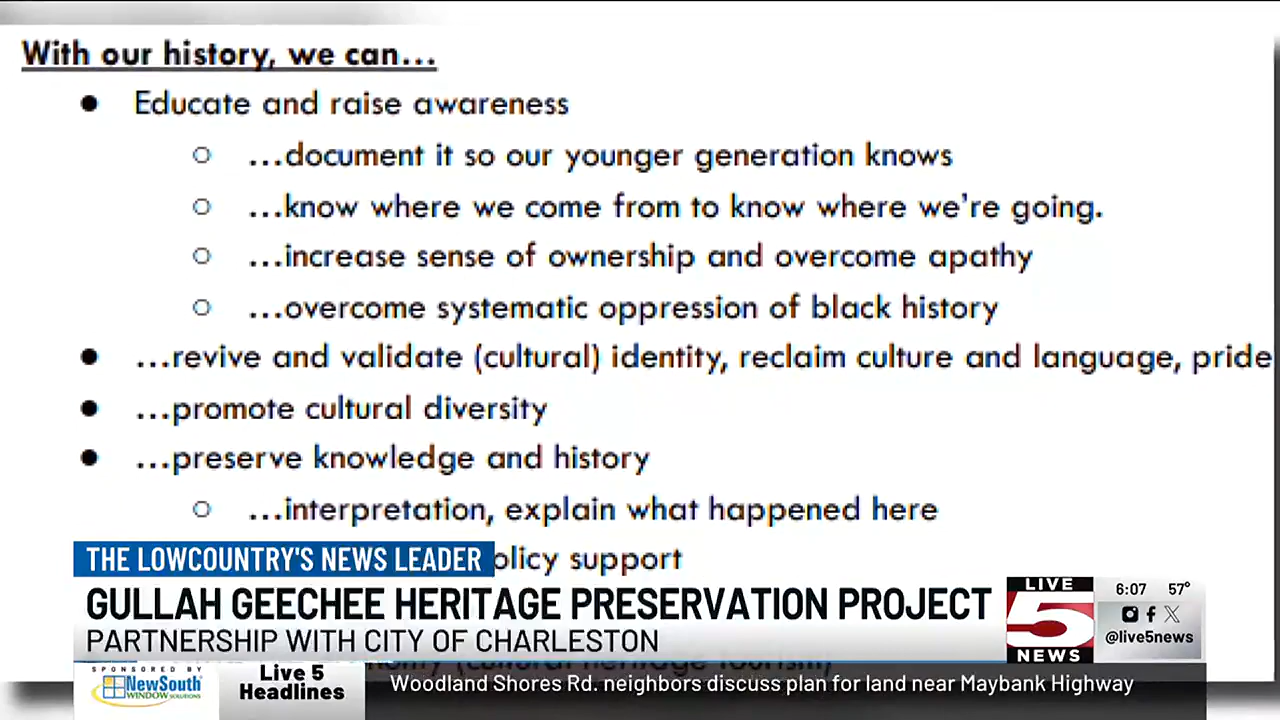 With our history, we can...
● Educate and raise awareness
○ ...document it so our younger generation knows
○ ...know where we come from to know where we're going.
○ ...increase sense of ownership and overcome apathy
○ ...overcome systematic oppression of black history
● ...revive and validate (cultural) identity, reclaim culture and language, pride
● ...promote cultural diversity
● ...preserve knowledge and history
○ ...interpretation, explain what happened here
support
THE LOWCOUNTRY'S NEWS LEADER
GULLAH GEECHEE HERITAGE PRESERVATION PROJECT
PARTNERSHIP WITH CITY OF CHARLESTON
LIVE
5
NEWS
6:07 57°
@live5news
SPONSORED BY
NewSouth
WINDOW SOLUTIONS
Live 5
Headlines
Woodland Shores Rd. neighbors discuss plan for land near Maybank Highway